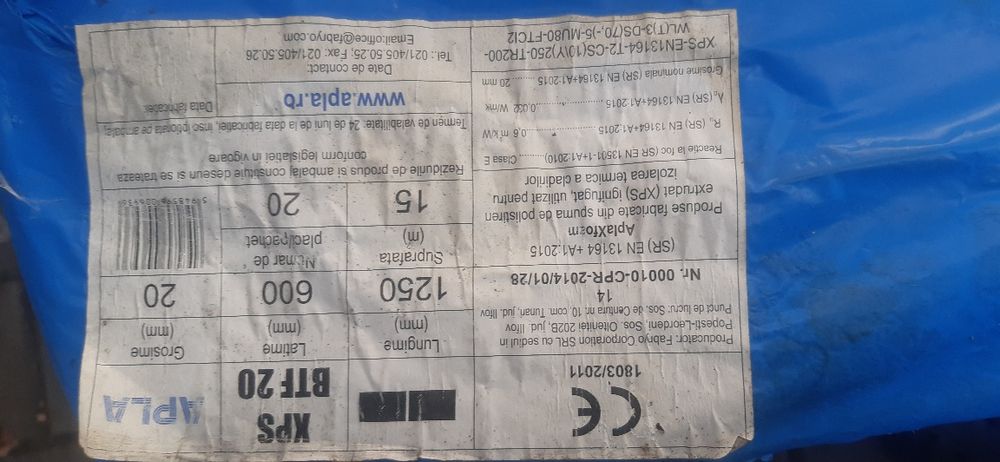 CE
1803/2011
Producator: Fabryo Corporation SRL cu sediul in
Popesti-Leordeni, Sos. Oltenitei 202B, jud. Ilfov
Punct de lucru: Sos. de Centura nr. 10, com. Tunari, jud. Ilfov
14
Nr. 00010-CPR-2014/01/28
(SR) EN 13164 +A1:2015
AplaXform
Produse fabricate din spuma de polistiren
extrudat (XPS) ignifugat, utilizat pentru
izolarea termica a cladirilor
Reactie la foc (SR EN 13501-1+A1:2010)..........Clasa E
(SR) EN 13164+A1:2015 0,6 m²K/W
(SR) EN 13164+A1:2015 0,032 W/mK
Grosime nominala (SR) EN 13164+A1:2015 ........20 mm
XPS-EN13164-T2-CS(10\Y)250-TR200-
WL(T)3-DS(70,-)5-MU80-FTCI2
XPS
BTF 20
APLA
Lungime
(mm)
Latime
(mm)
Grosime
(mm)
1250
600
20
Suprafata
(m)
Numar de
placi/pachet
15
20
Rezidurile de produs si ambalaj constituie deseuri si se trateaza
conform legislatiei in vigoare
Termen de valabilitate: 24 de luni de la data fabricatiei, inscriptionata pe ambalaj
www.apla.ro
Data fabricatiei:
Date de contact:
Tel.: 021/405.50.25; Fax: 021/405.50.26
Email:office@fabryo.com